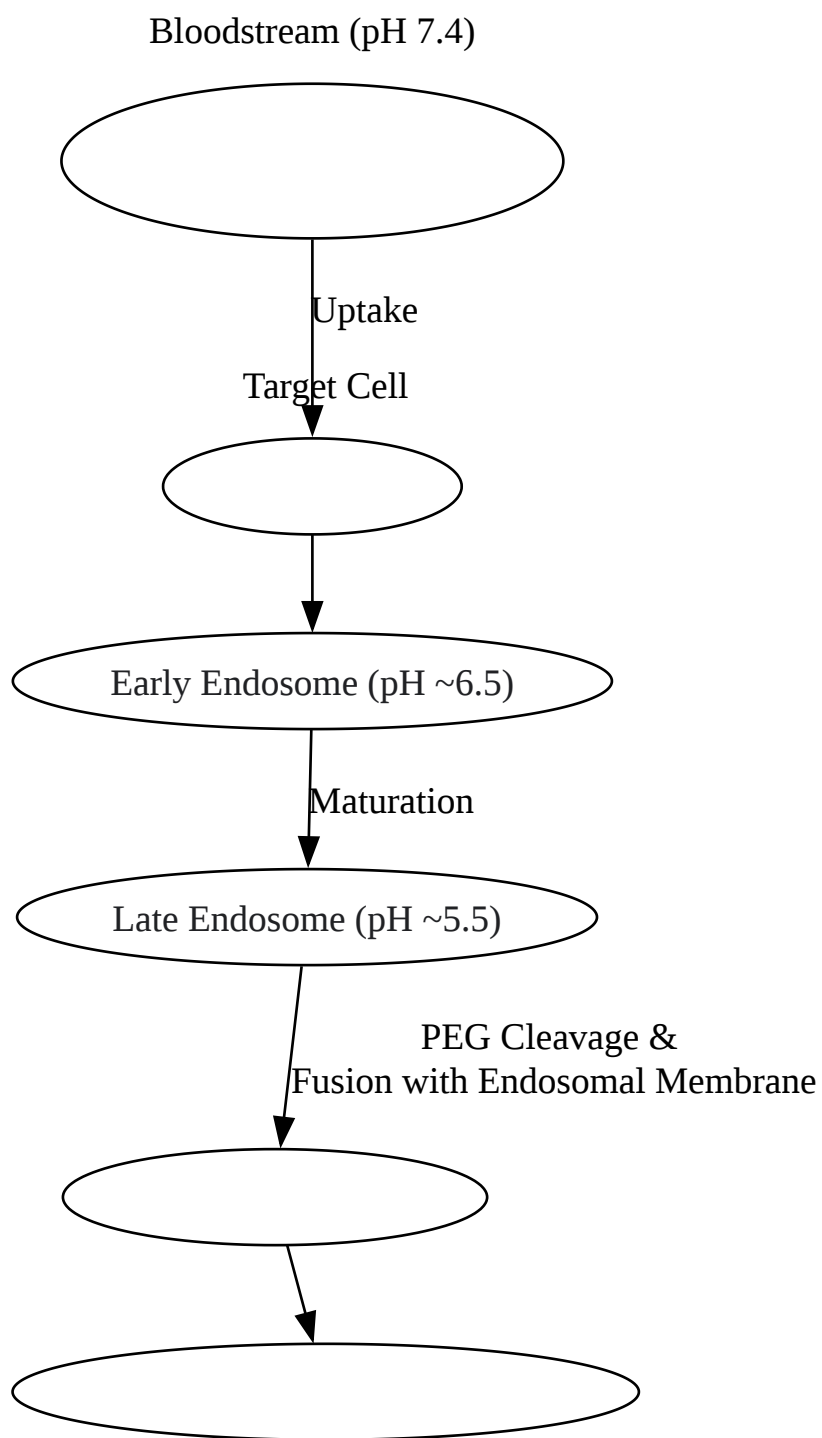 Bloodstream (pH 7.4)
Uptake
Target Cell
Early Endosome (pH ~6.5)
Maturation
Late Endosome (pH ~5.5)
PEG Cleavage &
Fusion with Endosomal Membrane